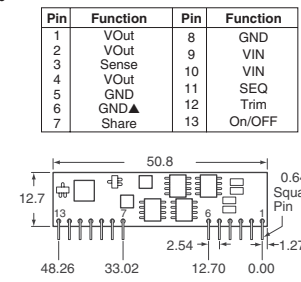 Pin Function Pin Function
1 VOut 8 GND
2 VOut 9 VIN
3 Sense 10 VIN
4 VOut 11 SEQ
5 GND 12 Trim
6 GND▲ 13 On/OFF
7 Share
50.8
0.64
Pin
12.7
13 7 6 1
2.54 1.27
48.26 33.02 12.70 0.00